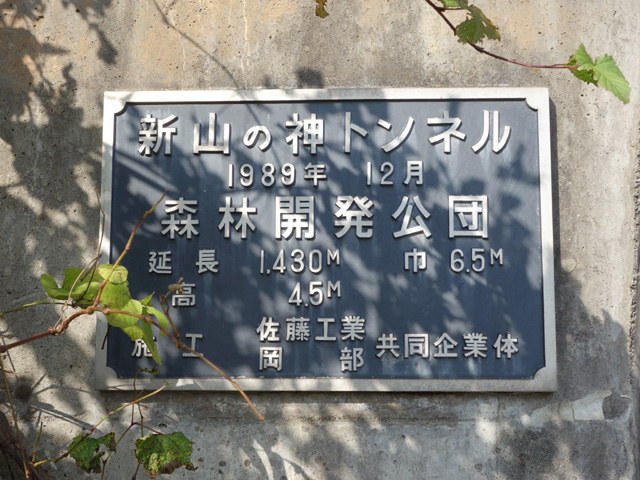 新山の神トンネル
1989年 12月
森林開発公団
延長 1,430M 巾 6.5M
高 4.5M
施工 佐藤工業 共同企業体
岡部